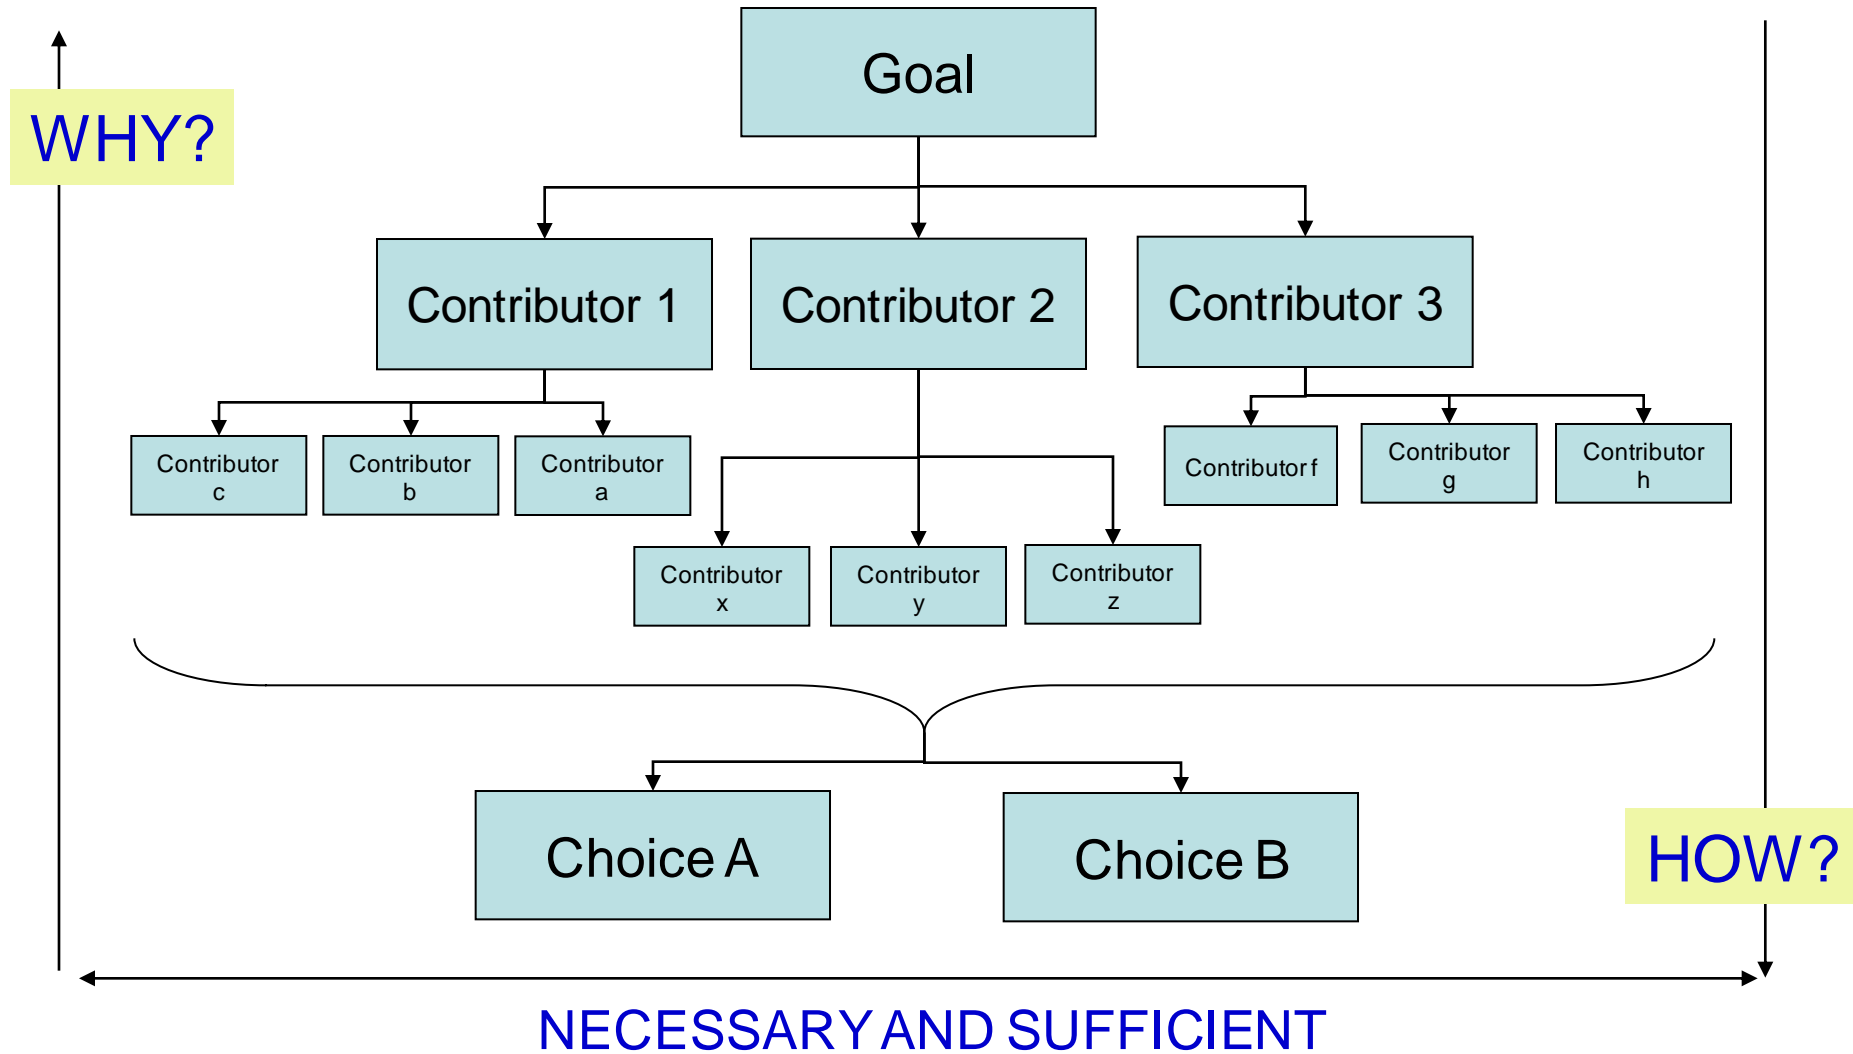 Goal
WHY?
Contributor 1
Contributor 2
Contributor 3
Contributor
c
Contributor
b
Contributor
a
Contributor f
Contributor
g
Contributor
h
Contributor
x
Contributor
y
Contributor
z
Choice A
Choice B
HOW?
NECESSARY AND SUFFICIENT